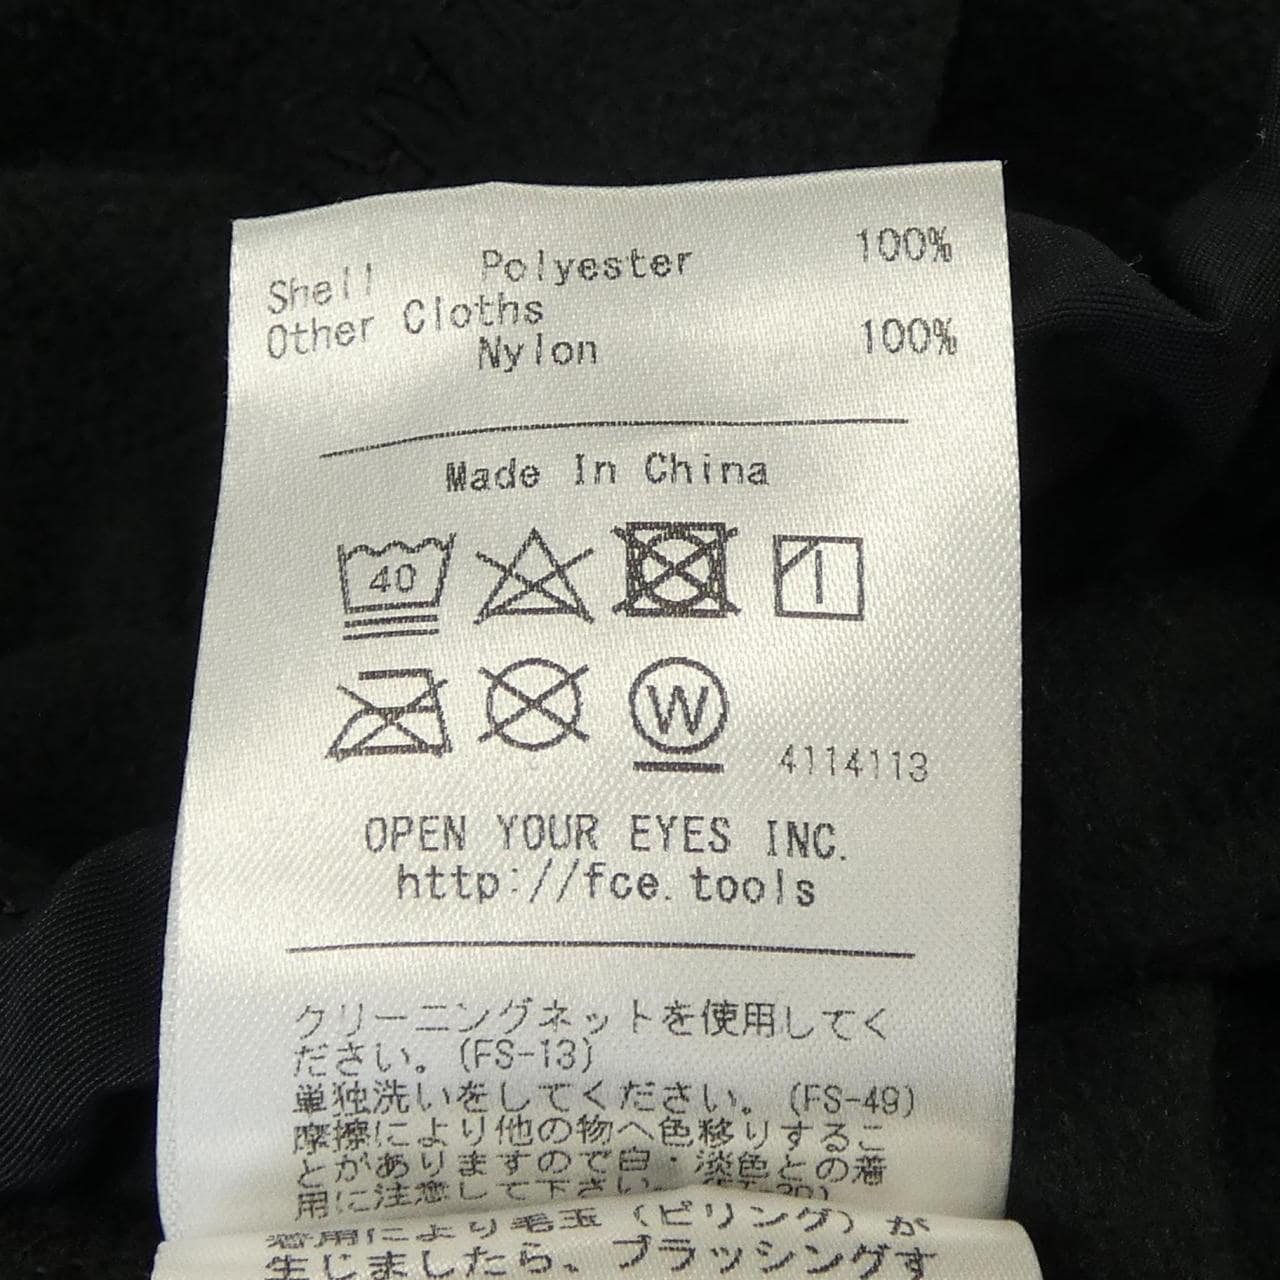 Shell Polyester 100%
Other Cloths
Nylon 100%
Made In China
40
W
4114113
OPEN YOUR EYES INC.
http://fce.tools
クリーニングネットを使用してく
ださい。(FS-13)
単独洗いをしてください。(FS-49)
摩擦により他の物へ色移りするこ
とがありますので白・淡色との着
用に注意して下さい。
着用により毛玉(ピリング)が
生じましたら、ブラッシングす